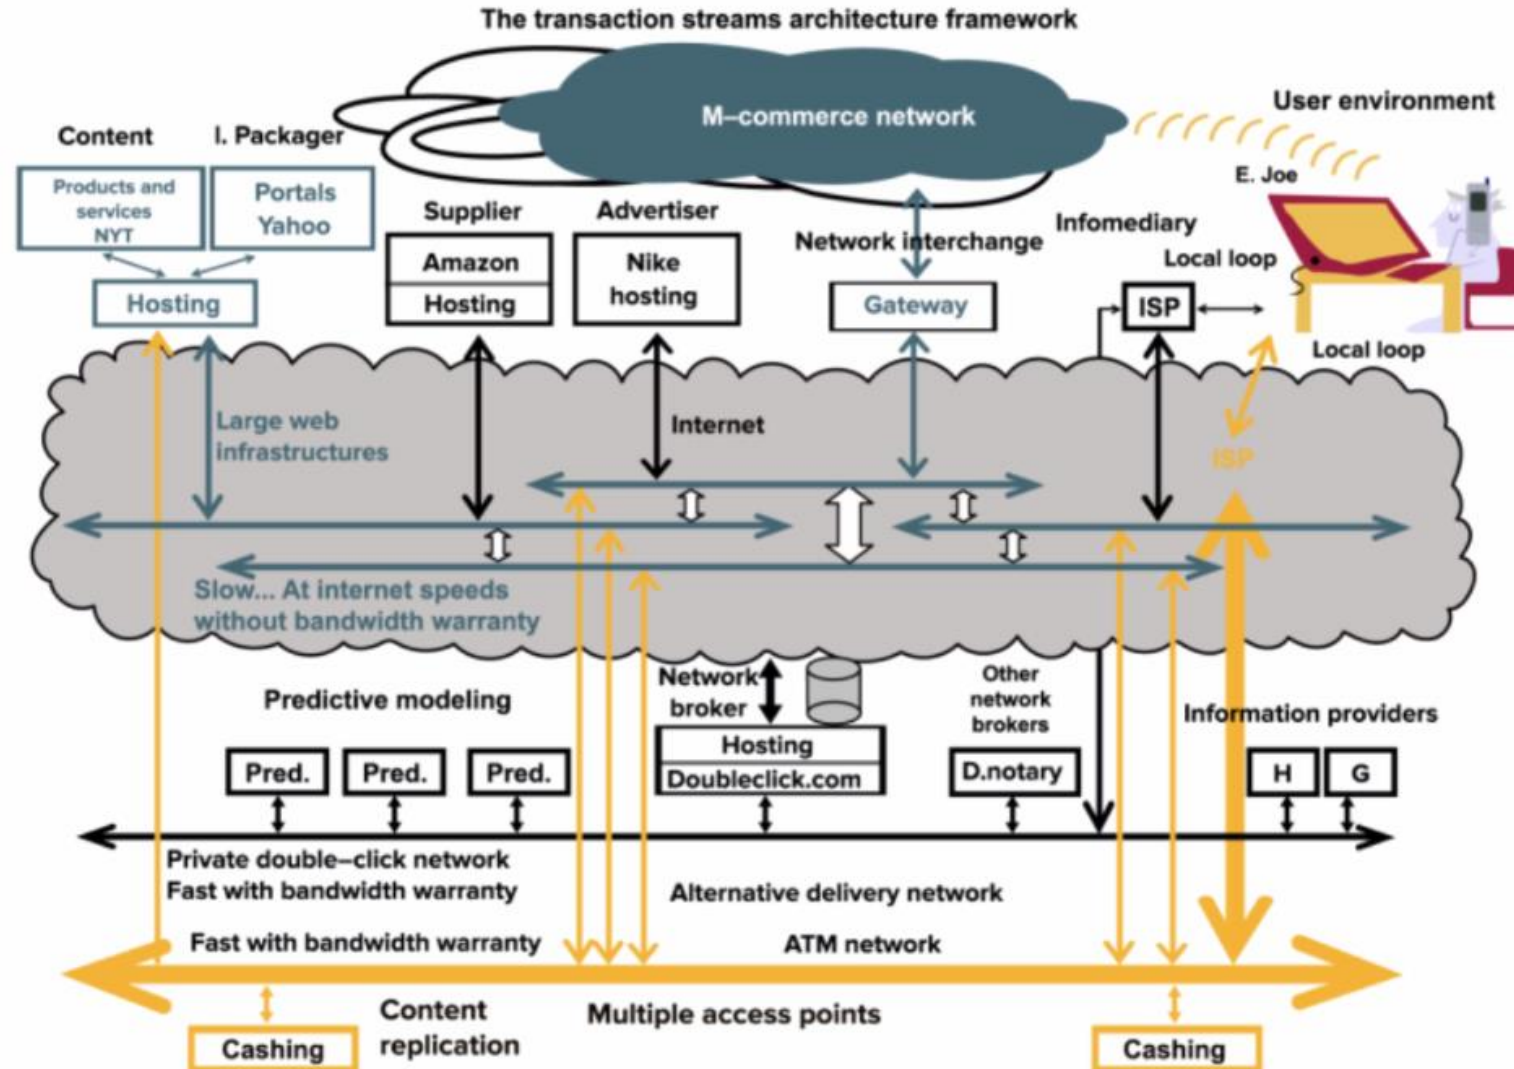 The transaction streams architecture framework
M–commerce network
User environment
Content
I. Packager
E. Joe
Products and
services
NYT
Portals
Yahoo
Supplier
Advertiser
Infomediary
Network interchange
Local loop
Amazon
Hosting
Nike
hosting
Hosting
Gateway
ISP
Local loop
Large web
infrastructures
Internet
ISP
Slow... At internet speeds
without bandwidth warranty
Predictive modeling
Network
broker
Other
network
brokers
Information providers
Hosting
Doubleclick.com
Pred.
Pred.
Pred.
D.notary
H
G
Private double–click network
Fast with bandwidth warranty
Alternative delivery network
Fast with bandwidth warranty
ATM network
Content
replication
Multiple access points
Cashing
Cashing